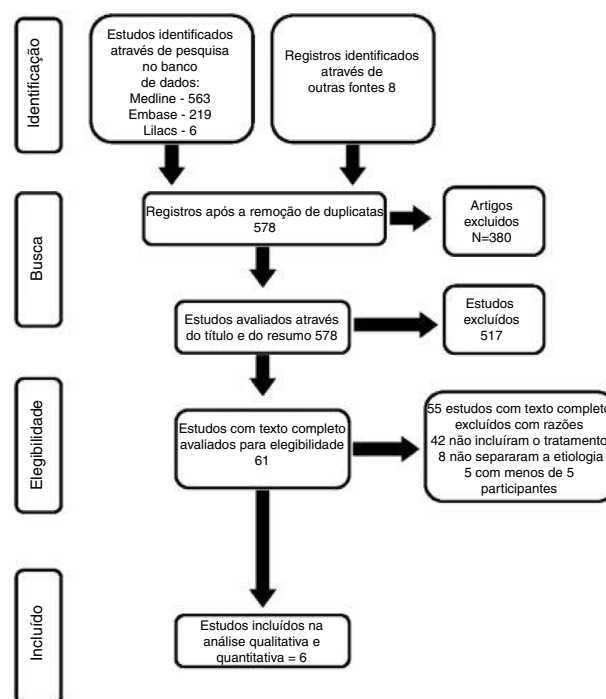 Identificação
Estudos identificados
através de pesquisa
no banco
de dados:
Medline - 563
Embase - 219
Lilacs - 6
Registros identificados
através de
outras fontes 8
Busca
Registros após a remoção de duplicatas
578
Artigos
excluidos
N=380
Estudos avaliados através
do título e do resumo 578
Estudos
excluídos
517
Elegibilidade
Estudos com texto completo
avaliados para elegibilidade
61
55 estudos com texto completo
excluídos com razões
42 não incluíram o tratamento
8 não separaram a etiologia
5 com menos de 5
participantes
Incluído
Estudos incluídos na
análise qualitativa e
quantitativa = 6